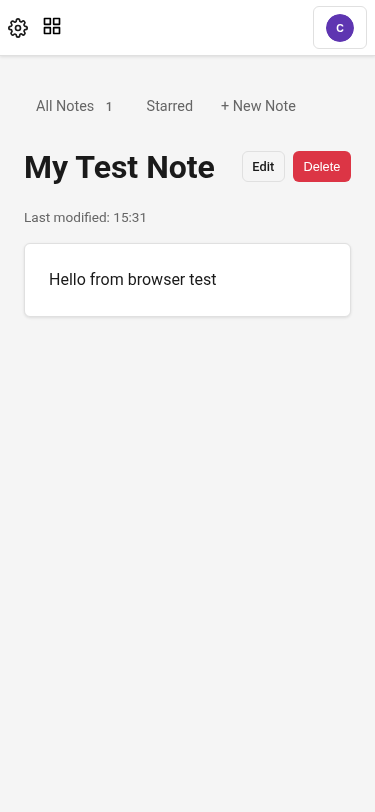 C
All Notes 1 Starred + New Note
My Test Note Edit Delete
Last modified: 15:31
Hello from browser test